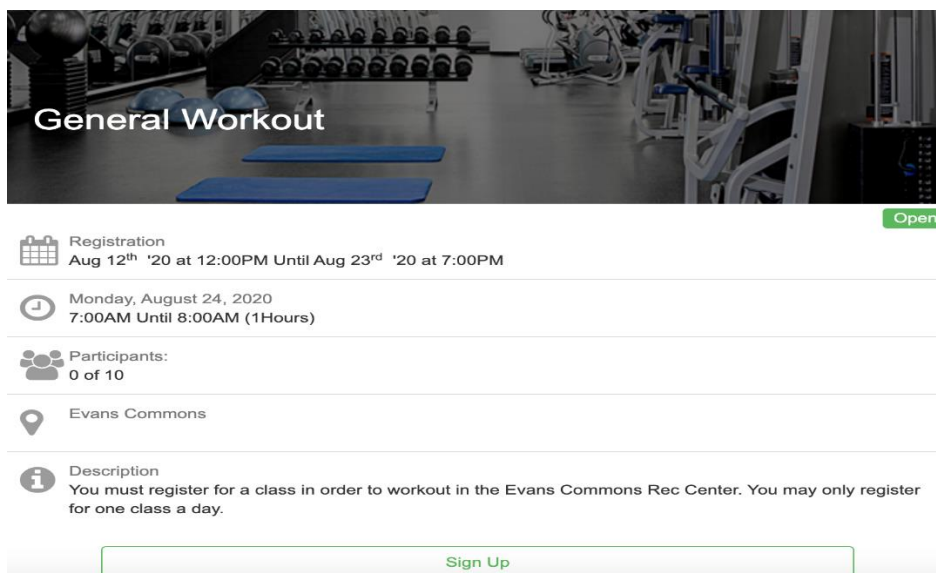 General Workout
Open
Registration
Aug 12th '20 at 12:00PM Until Aug 23rd '20 at 7:00PM
Monday, August 24, 2020
7:00AM Until 8:00AM (1Hours)
Participants:
0 of 10
Evans Commons
Description
You must register for a class in order to workout in the Evans Commons Rec Center. You may only register
for one class a day.
Sign Up